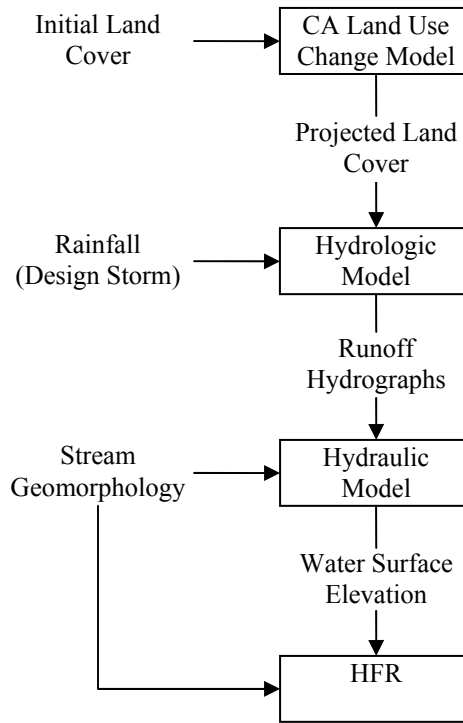 Initial Land
Cover
CA Land Use
Change Model
Projected Land
Cover
Rainfall
(Design Storm)
Hydrologic
Model
Runoff
Hydrographs
Stream
Geomorphology
Hydraulic
Model
Water Surface
Elevation
HFR